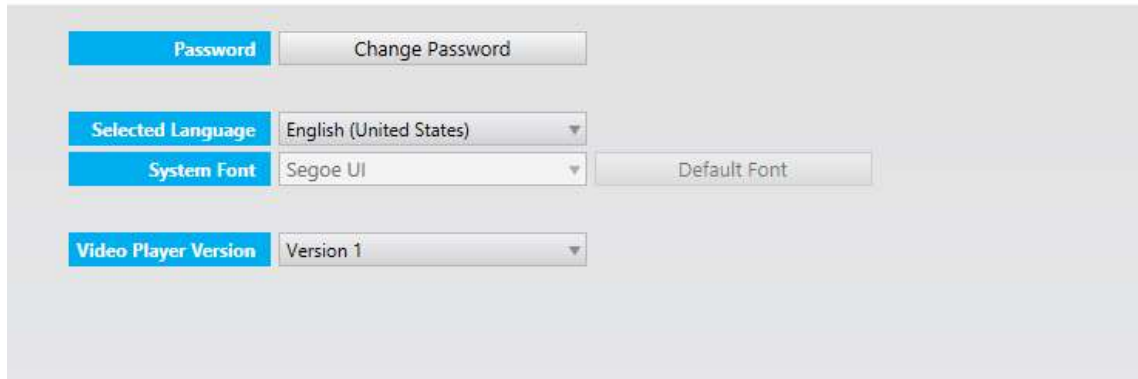 Password Change Password
Selected Language English (United States)
System Font Segoe UI Default Font
Video Player Version Version 1